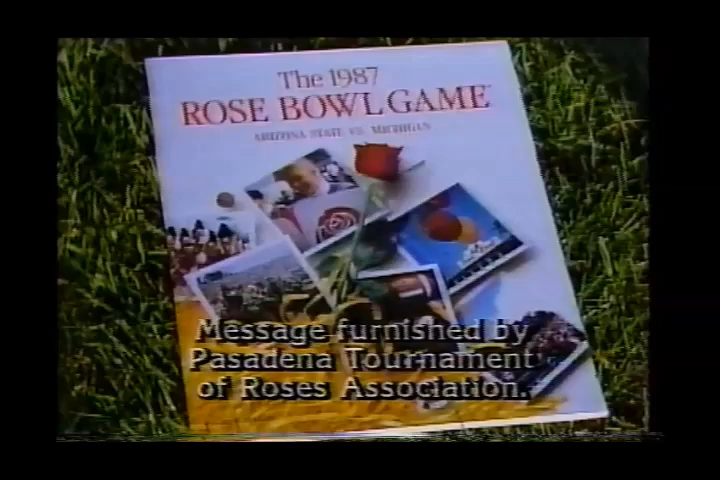 The 1987
ROSE BOWL GAME
ARIZONA STATE VS. MICHIGAN
Message furnished by
Pasadena Tournament
of Roses Association.